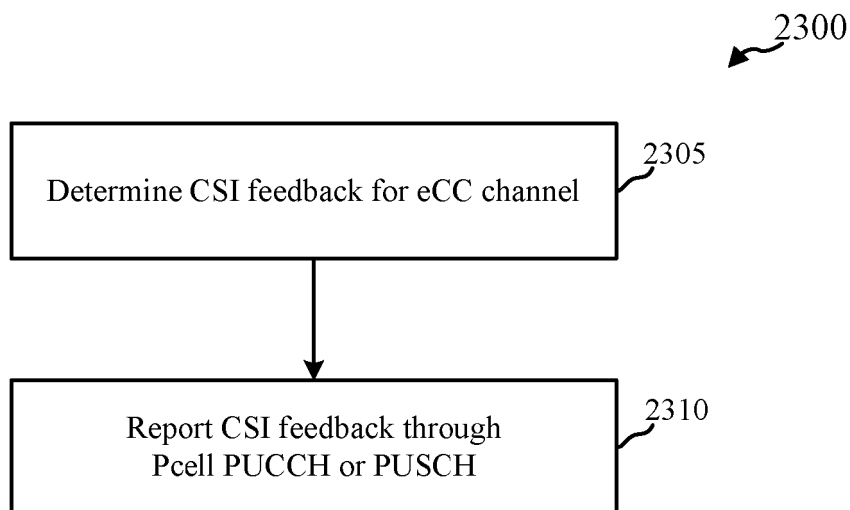 2300
Determine CSI feedback for eCC channel
2305
Report CSI feedback through
Pcell PUCCH or PUSCH
2310